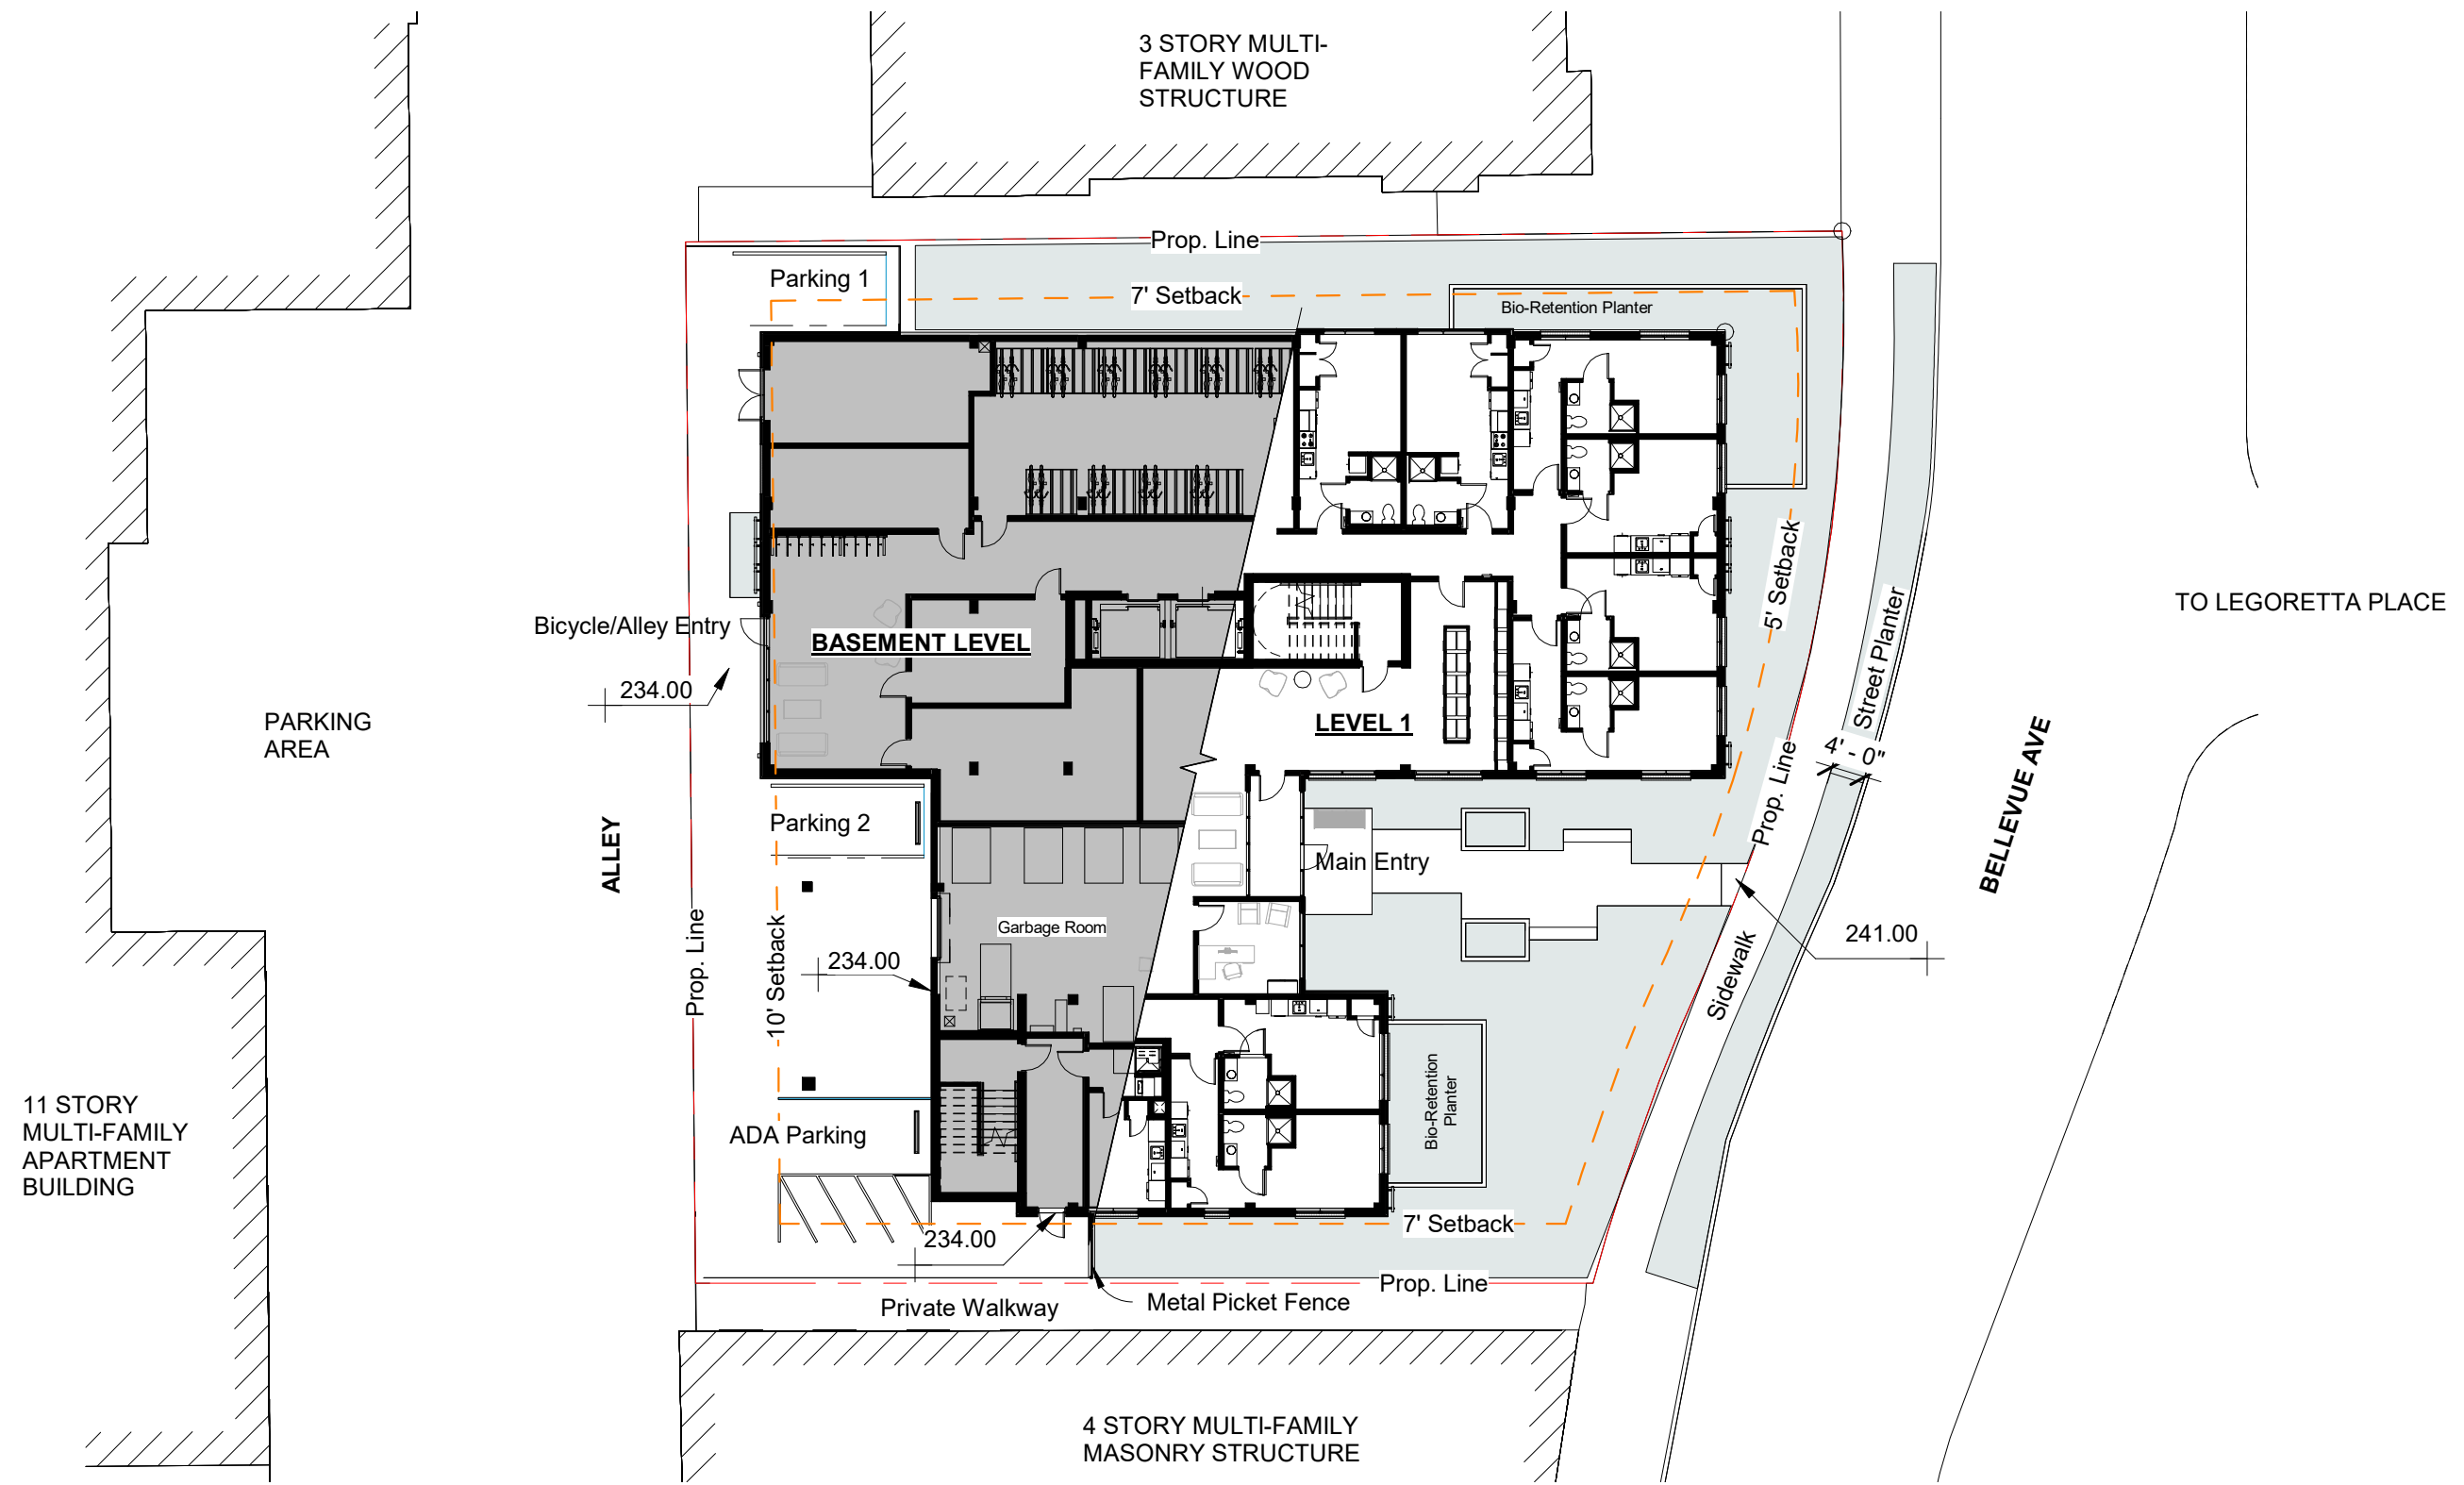 3 STORY MULTI-
FAMILY WOOD
STRUCTURE
Prop. Line
Parking 1
7' Setback
Bio-Retention Planter
5' Setback
TO LEGORETTA PLACE
Bicycle/Alley Entry
BASEMENT LEVEL
234.00
Street Planter
PARKING
AREA
LEVEL 1
4' - 0"
BELLEVUE AVE
Prop. Line
Parking 2
ALLEY
Main Entry
Garbage Room
241.00
Prop. Line
10' Setback
234.00
Sidewalk
11 STORY
MULTI-FAMILY
APARTMENT
BUILDING
ADA Parking
Bio-Retention
Planter
7' Setback
234.00
Prop. Line
Private Walkway
Metal Picket Fence
4 STORY MULTI-FAMILY
MASONRY STRUCTURE